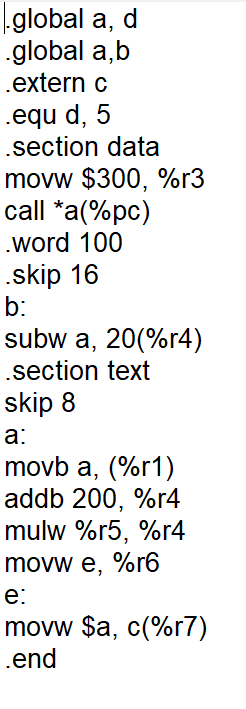 .global a, d
.global a,b
.extern c
.equ d, 5
.section data
movw $300, %r3
call *a(%pc)
.word 100
.skip 16
b:
subw a, 20(%r4)
.section text
skip 8
a:
movb a, (%r1)
addb 200, %r4
mulw %r5, %r4
movw e, %r6
e:
movw $a, c(%r7)
.end